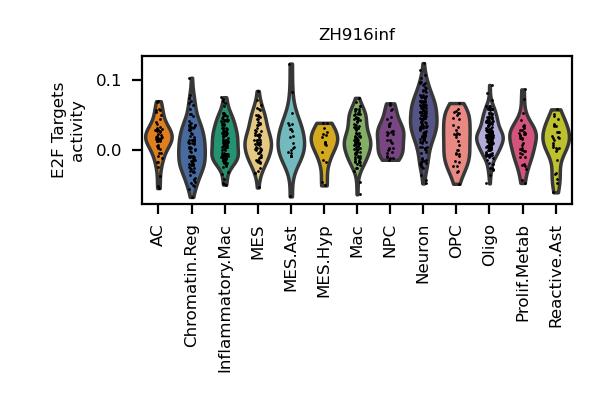 ZH916inf
E2F Targets
activity
0.1
0.0
AC
Chromatin.Reg
Inflammatory.Mac
MES
MES.Ast
MES.Hyp
Mac
NPC
Neuron
OPC
Oligo
Prolif.Metab
Reactive.Ast